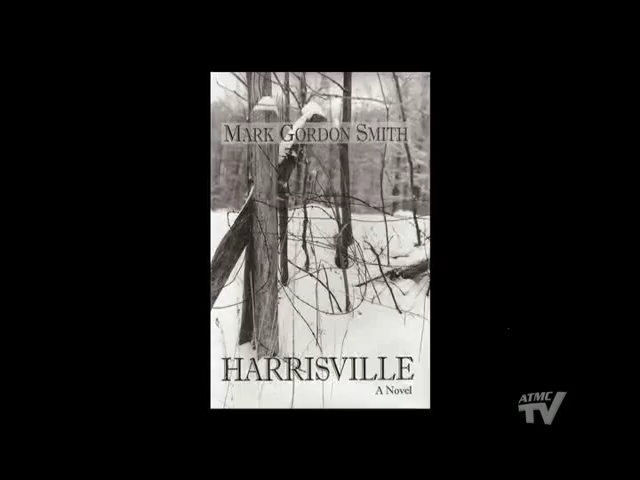 MARK GORDON SMITH
HARRISVILLE
A Novel
ATMC
TV